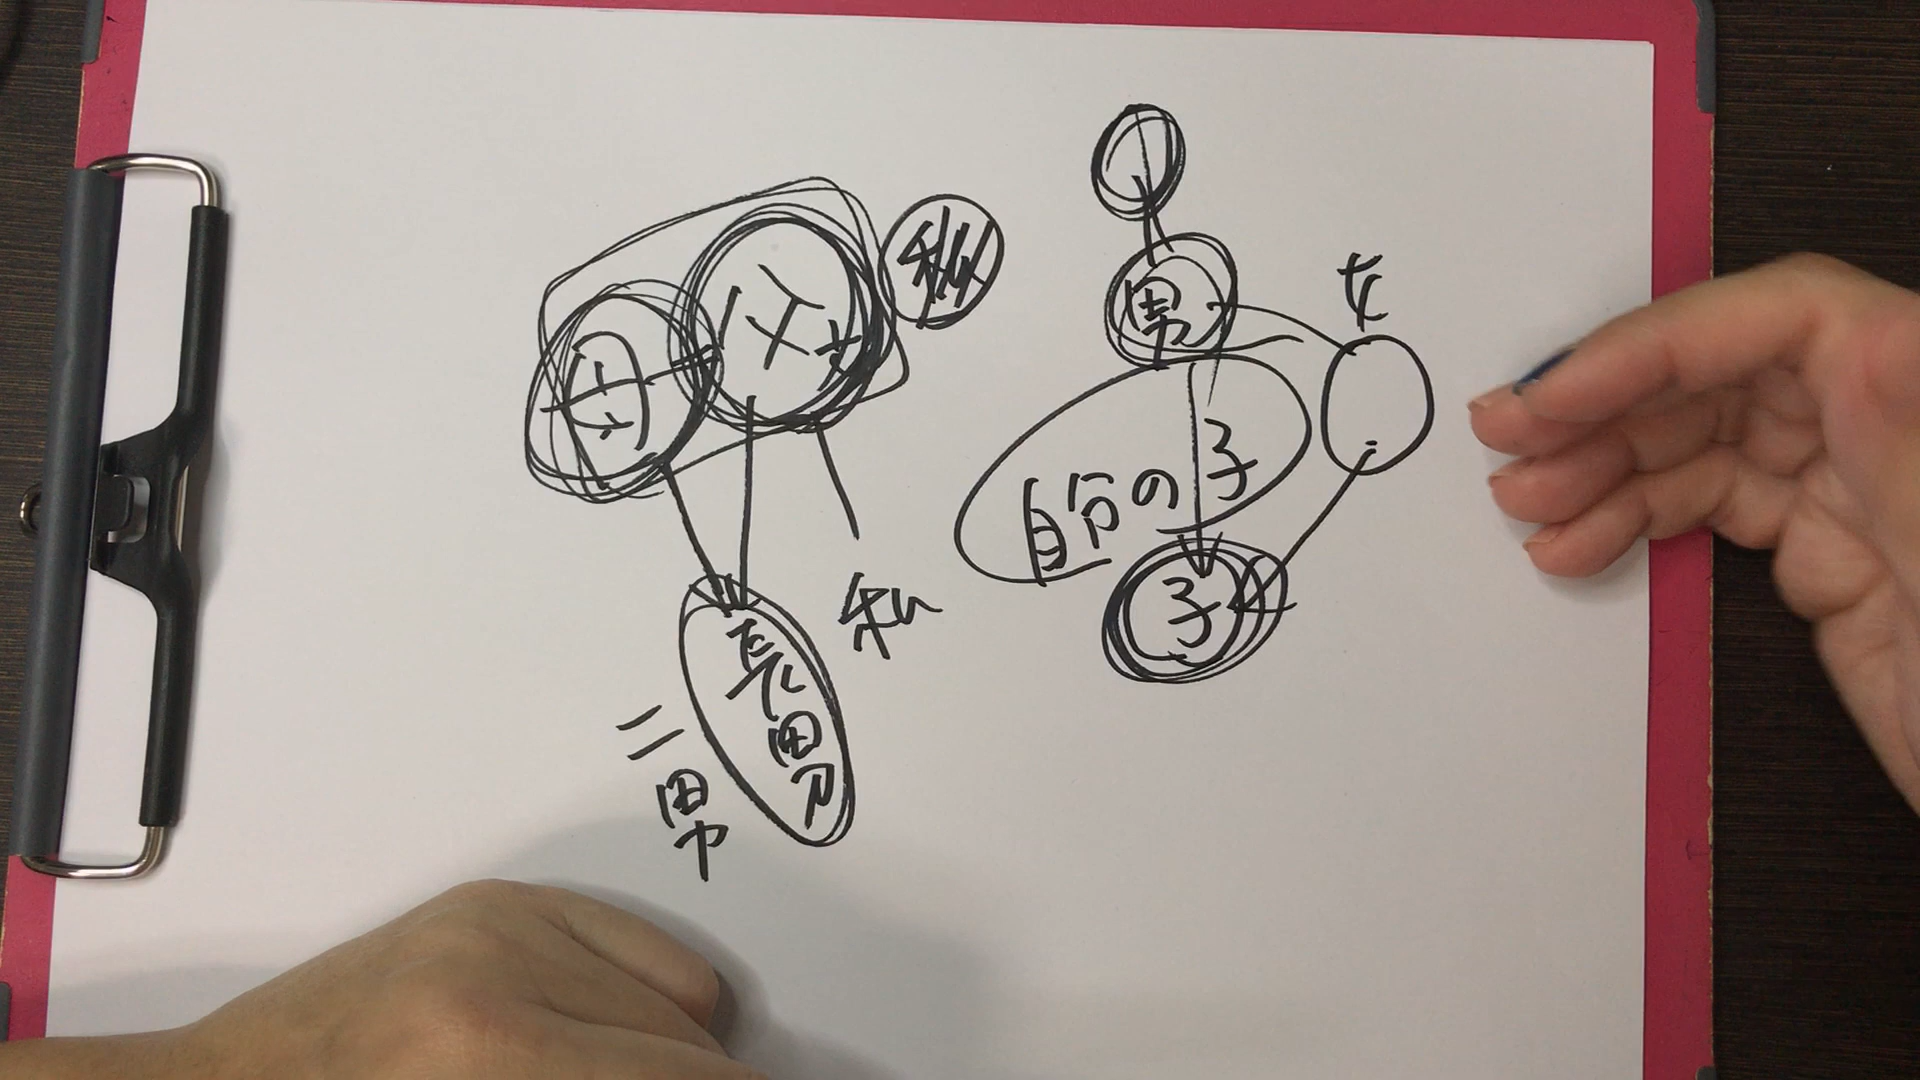 母
父
私
私
長男
二男
男
女
自分の子
子